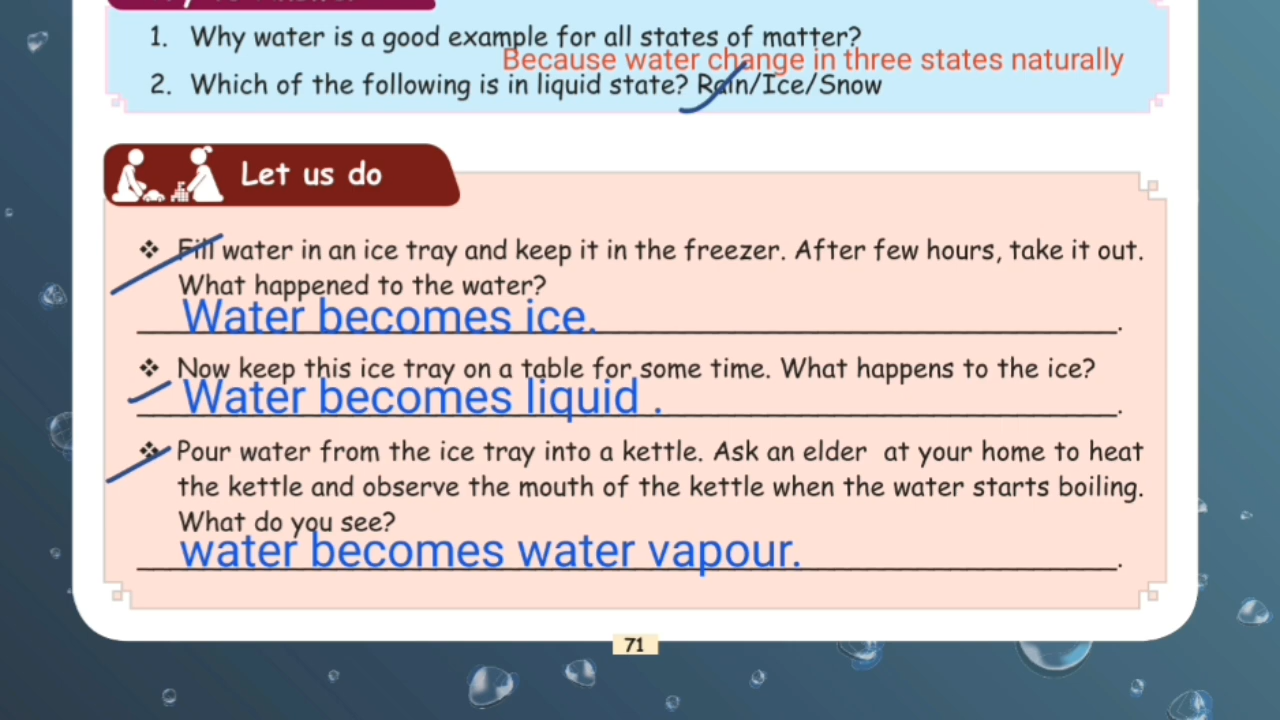 1. Why water is a good example for all states of matter?
Because water change in three states naturally
2. Which of the following is in liquid state? Rain/Ice/Snow
Let us do
❖ Fill water in an ice tray and keep it in the freezer. After few hours, take it out.
What happened to the water?
Water becomes ice.
❖ Now keep this ice tray on a table for some time. What happens to the ice?
Water becomes liquid .
❖ Pour water from the ice tray into a kettle. Ask an elder at your home to heat
the kettle and observe the mouth of the kettle when the water starts boiling.
What do you see?
water becomes water vapour.
71